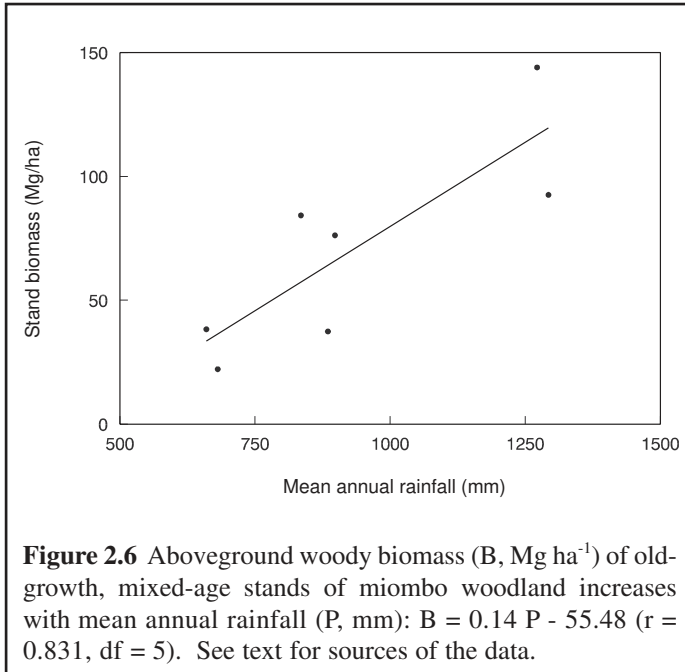 150
100
50
0
Stand biomass (Mg/ha)
500 750 1000 1250 1500
Mean annual rainfall (mm)
Figure 2.6 Aboveground woody biomass (B, Mg ha⁻¹) of old-
growth, mixed-age stands of miombo woodland increases
with mean annual rainfall (P, mm): B = 0.14 P - 55.48 (r =
0.831, df = 5). See text for sources of the data.